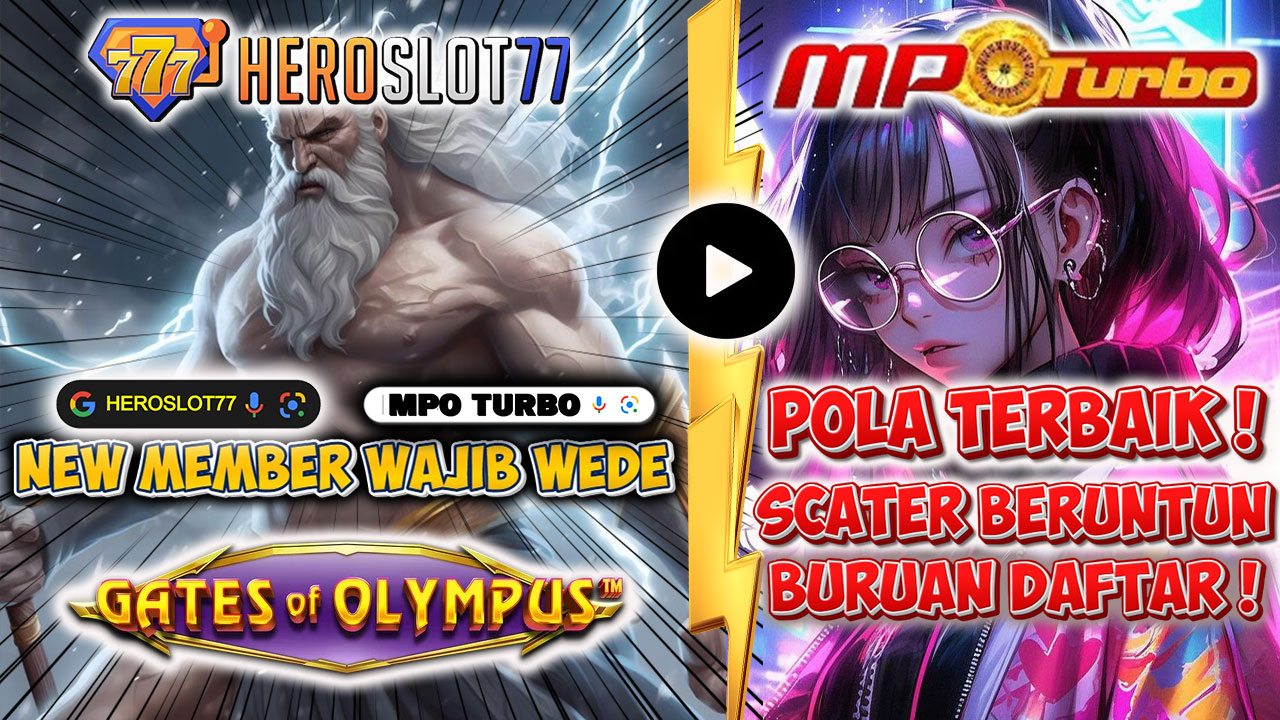 777 HEROSLOT77
MPO Turbo
HEROSLOT77
MPO TURBO
NEW MEMBER WAJIB WEDE
GATES of OLYMPUS™
POLA TERBAIK !
SCATER BERUNTUN
BURUAN DAFTAR !